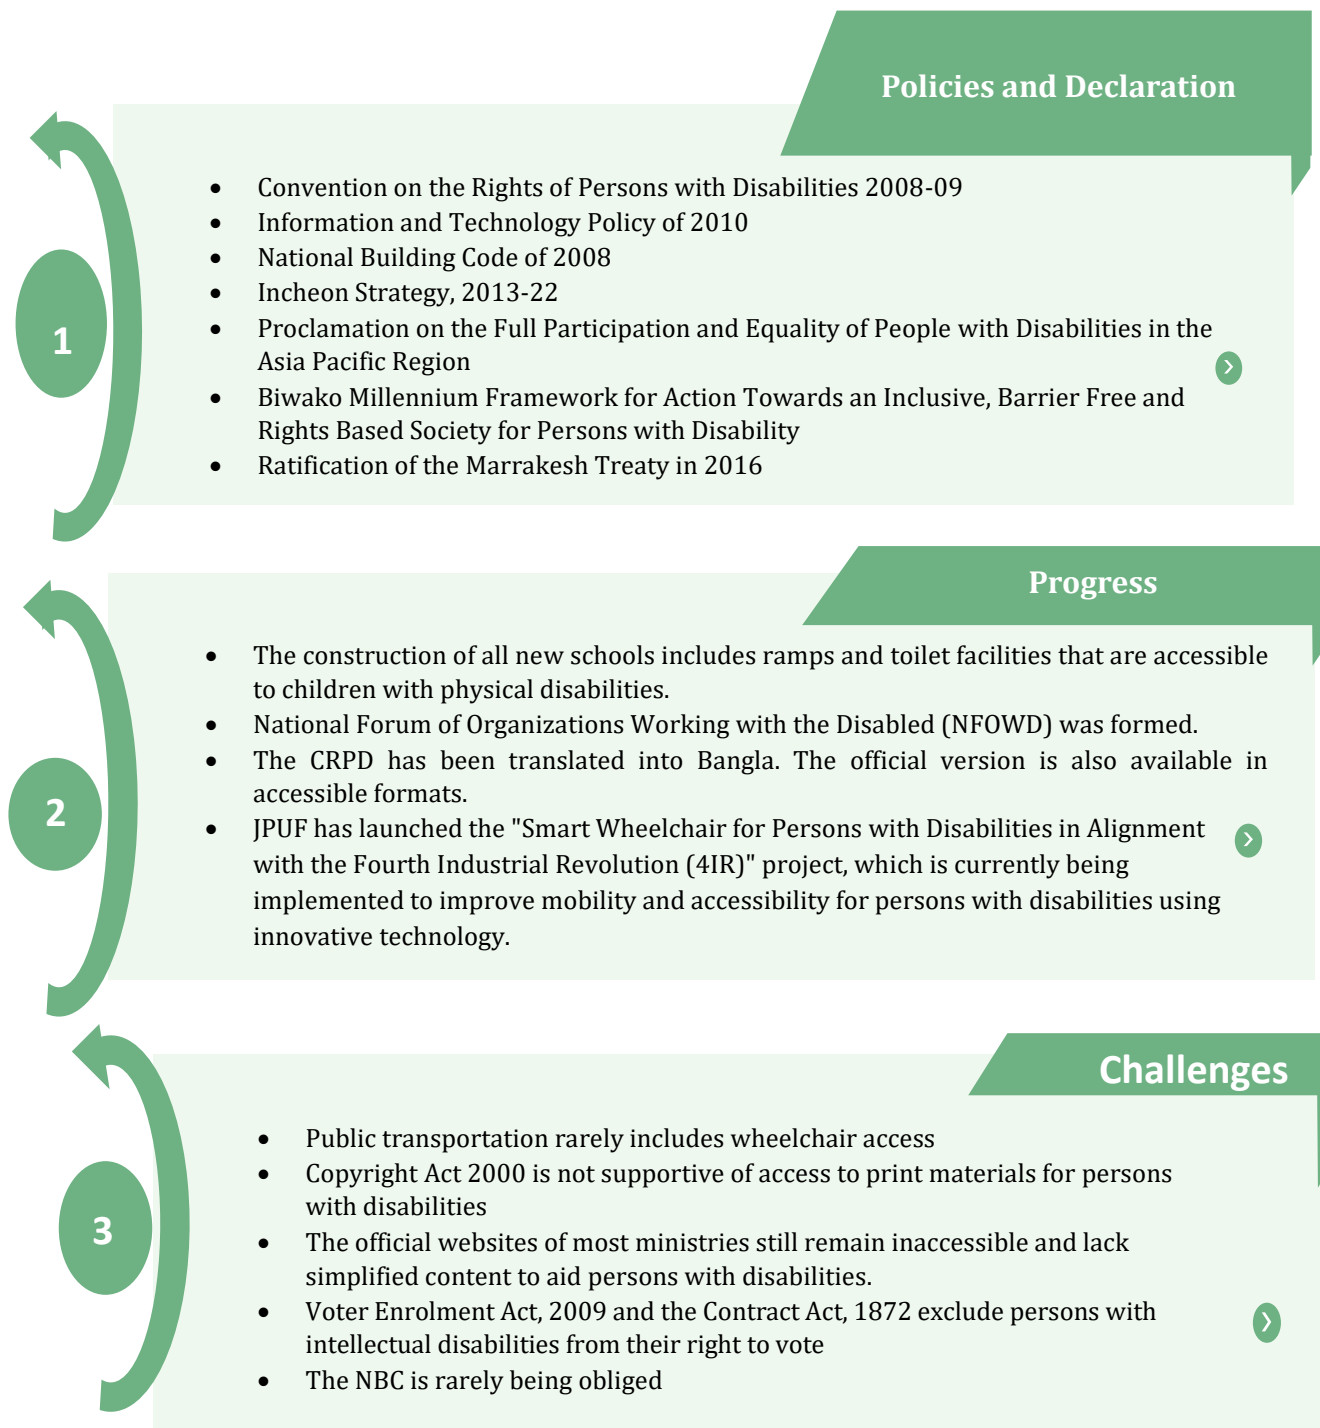 Policies and Declaration
• Convention on the Rights of Persons with Disabilities 2008-09
• Information and Technology Policy of 2010
• National Building Code of 2008
• Incheon Strategy, 2013-22
• Proclamation on the Full Participation and Equality of People with Disabilities in the
Asia Pacific Region
• Biwako Millennium Framework for Action Towards an Inclusive, Barrier Free and
Rights Based Society for Persons with Disability
• Ratification of the Marrakesh Treaty in 2016
1
Progress
• The construction of all new schools includes ramps and toilet facilities that are accessible
to children with physical disabilities.
• National Forum of Organizations Working with the Disabled (NFOWD) was formed.
• The CRPD has been translated into Bangla. The official version is also available in
accessible formats.
• JPUF has launched the "Smart Wheelchair for Persons with Disabilities in Alignment
with the Fourth Industrial Revolution (4IR)" project, which is currently being
implemented to improve mobility and accessibility for persons with disabilities using
innovative technology.
2
Challenges
• Public transportation rarely includes wheelchair access
• Copyright Act 2000 is not supportive of access to print materials for persons
with disabilities
• The official websites of most ministries still remain inaccessible and lack
simplified content to aid persons with disabilities.
• Voter Enrolment Act, 2009 and the Contract Act, 1872 exclude persons with
intellectual disabilities from their right to vote
• The NBC is rarely being obliged
3